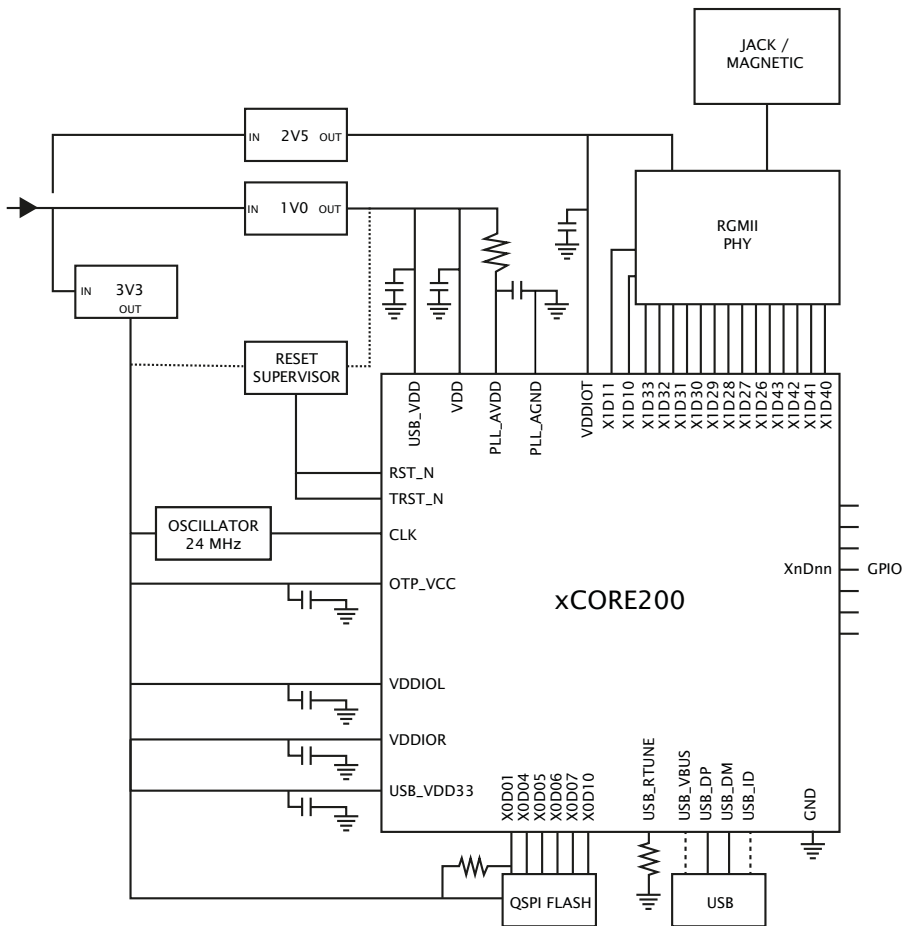 JACK /
MAGNETIC
IN 2V5 OUT
IN 1V0 OUT
RGMII
PHY
IN 3V3
OUT
RESET
SUPERVISOR
USB_VDD
VDD
PLL_AVDD
PLL_AGND
VDDIOT
X1D11
X1D10
X1D33
X1D32
X1D31
X1D30
X1D29
X1D28
X1D27
X1D26
X1D43
X1D42
X1D41
X1D40
RST_N
TRST_N
OSCILLATOR
24 MHz
CLK
XnDnn GPIO
OTP_VCC
xCORE200
VDDIOL
VDDIOR
USB_VDD33
X0D01
X0D04
X0D05
X0D06
X0D07
X0D10
USB_RTUNE
USB_VBUS
USB_DP
USB_DM
USB_ID
GND
QSPI FLASH
USB